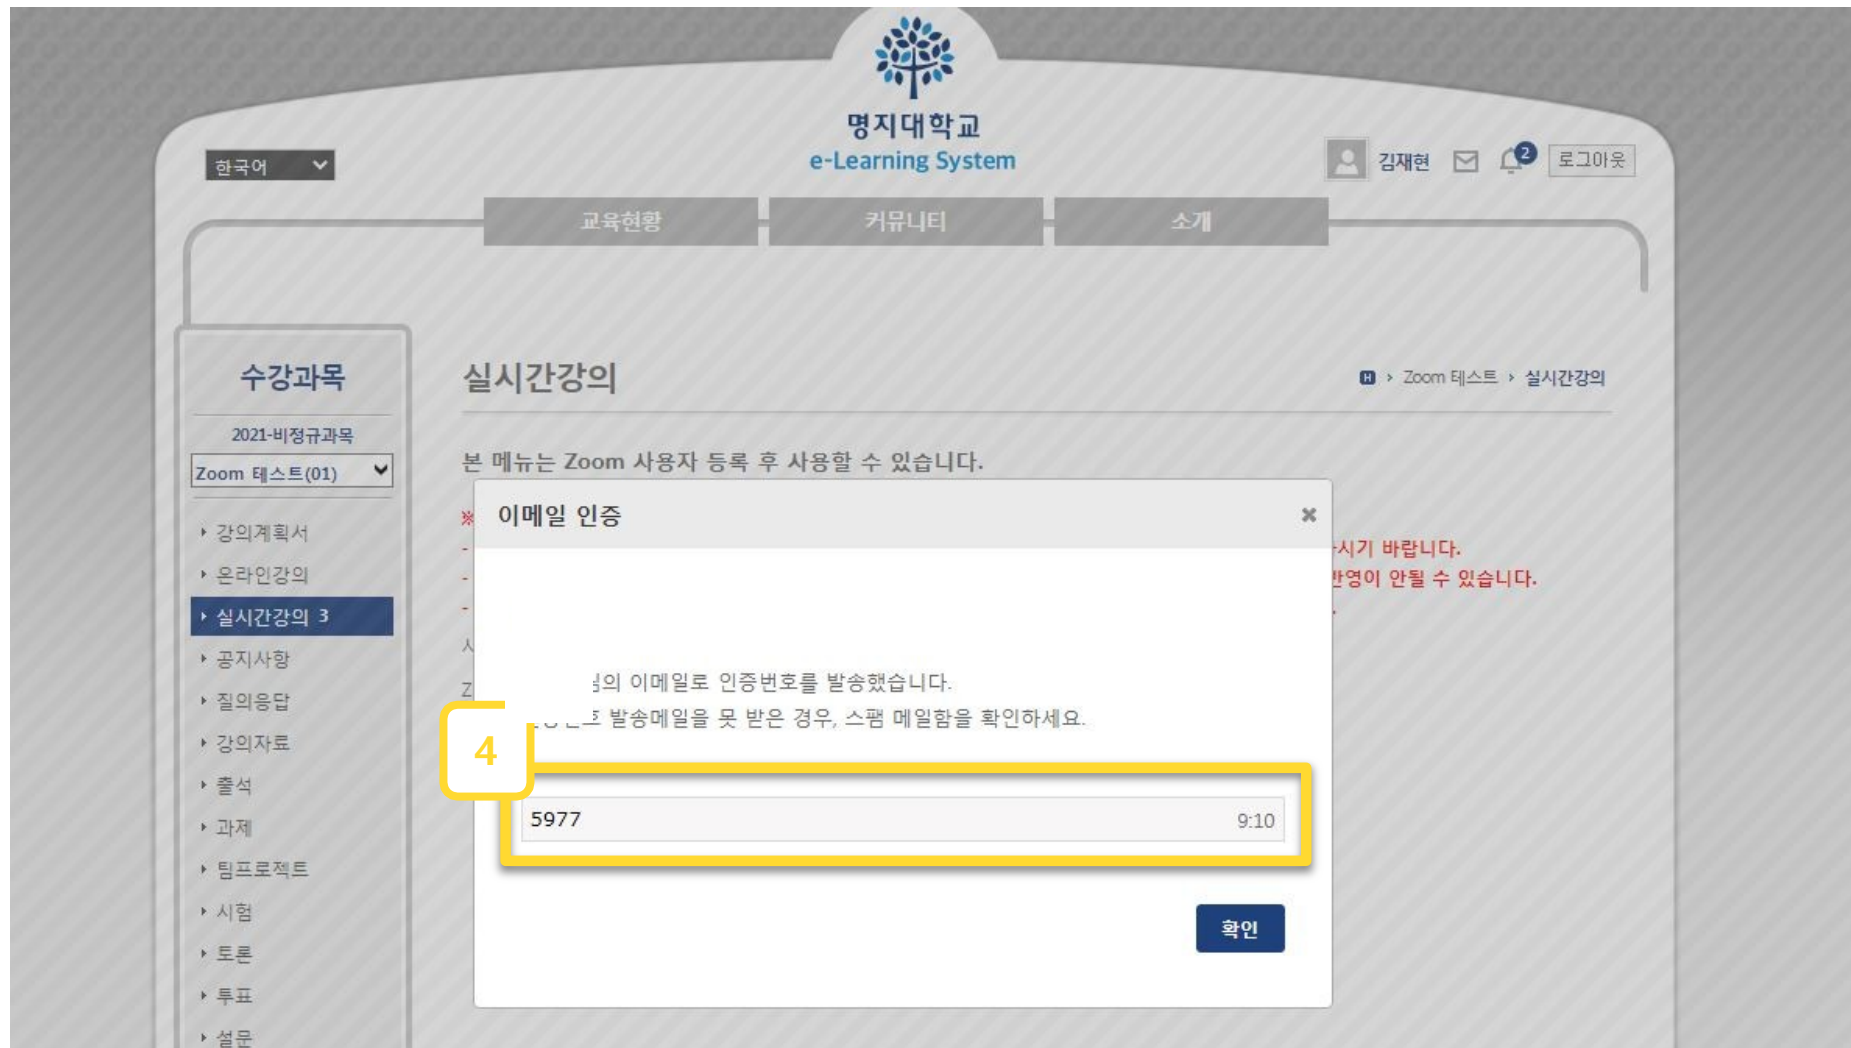 명지대학교
e-Learning System
한국어
김재현 2 로그아웃
교육현황 커뮤니티 소개
수강과목
2021-비정규과목
Zoom 테스트(01)
강의계획서
온라인강의
실시간강의 3
공지사항
질의응답
강의자료
출석
과제
팀프로젝트
시험
토론
투표
설문
실시간강의
H › Zoom 테스트 › 실시간강의
본 메뉴는 Zoom 사용자 등록 후 사용할 수 있습니다.
※
시기 바랍니다.
영이 안될 수 있습니다.
이메일 인증
의 이메일로 인증번호를 발송했습니다.
발송메일을 못 받은 경우, 스팸 메일함을 확인하세요.
4
5977 9:10
확인